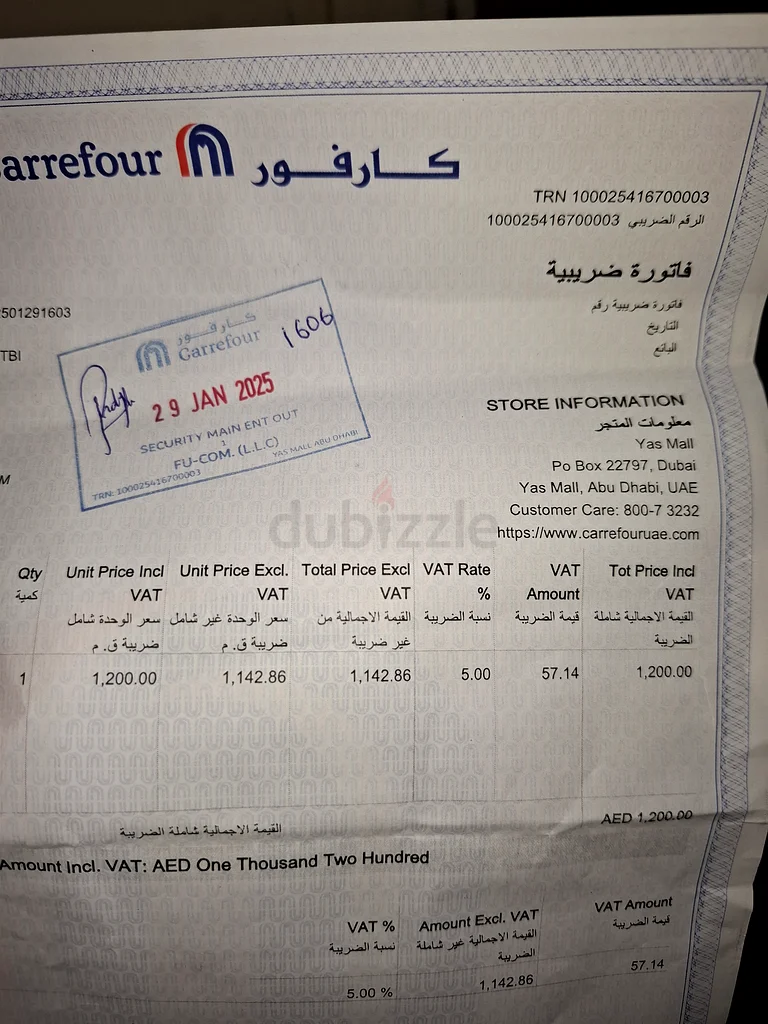 arrefour كارفور
TRN 100025416700003
الرقم الضريبي 100025416700003
فاتورة ضريبية
501291603
فاتورة ضريبية رقم
التاريخ
TBI
البائع
كارفور
Carrefour
1606
29 JAN 2025
SECURITY MAIN ENT OUT
1
FU-COM. (L.L.C)
YAS MALL ABU DHABI
TRN: 100025416700003
STORE INFORMATION
معلومات المتجر
Yas Mall
Po Box 22797, Dubai
M
Yas Mall, Abu Dhabi, UAE
Customer Care: 800-7 3232
https://www.carrefouruae.com
dubizzle
Qty Unit Price Incl Unit Price Excl. Total Price Excl VAT Rate VAT Tot Price Incl
كمية VAT VAT VAT % Amount VAT
سعر الوحدة شامل سعر الوحدة غير شامل القيمة الاجمالية من نسبة الضريبة قيمة الضريبة القيمة الاجمالية شاملة
ضريبة ق. م ضريبة ق. م غير ضريبة الضريبة
1 1,200.00 1,142.86 1,142.86 5.00 57.14 1,200.00
القيمة الاجمالية شاملة الضريبة AED 1,200.00
Amount Incl. VAT: AED One Thousand Two Hundred
VAT % Amount Excl. VAT VAT Amount
نسبة الضريبة القيمة الاجمالية غير شاملة قيمة الضريبة
الضريبة
5.00 % 1,142.86 57.14